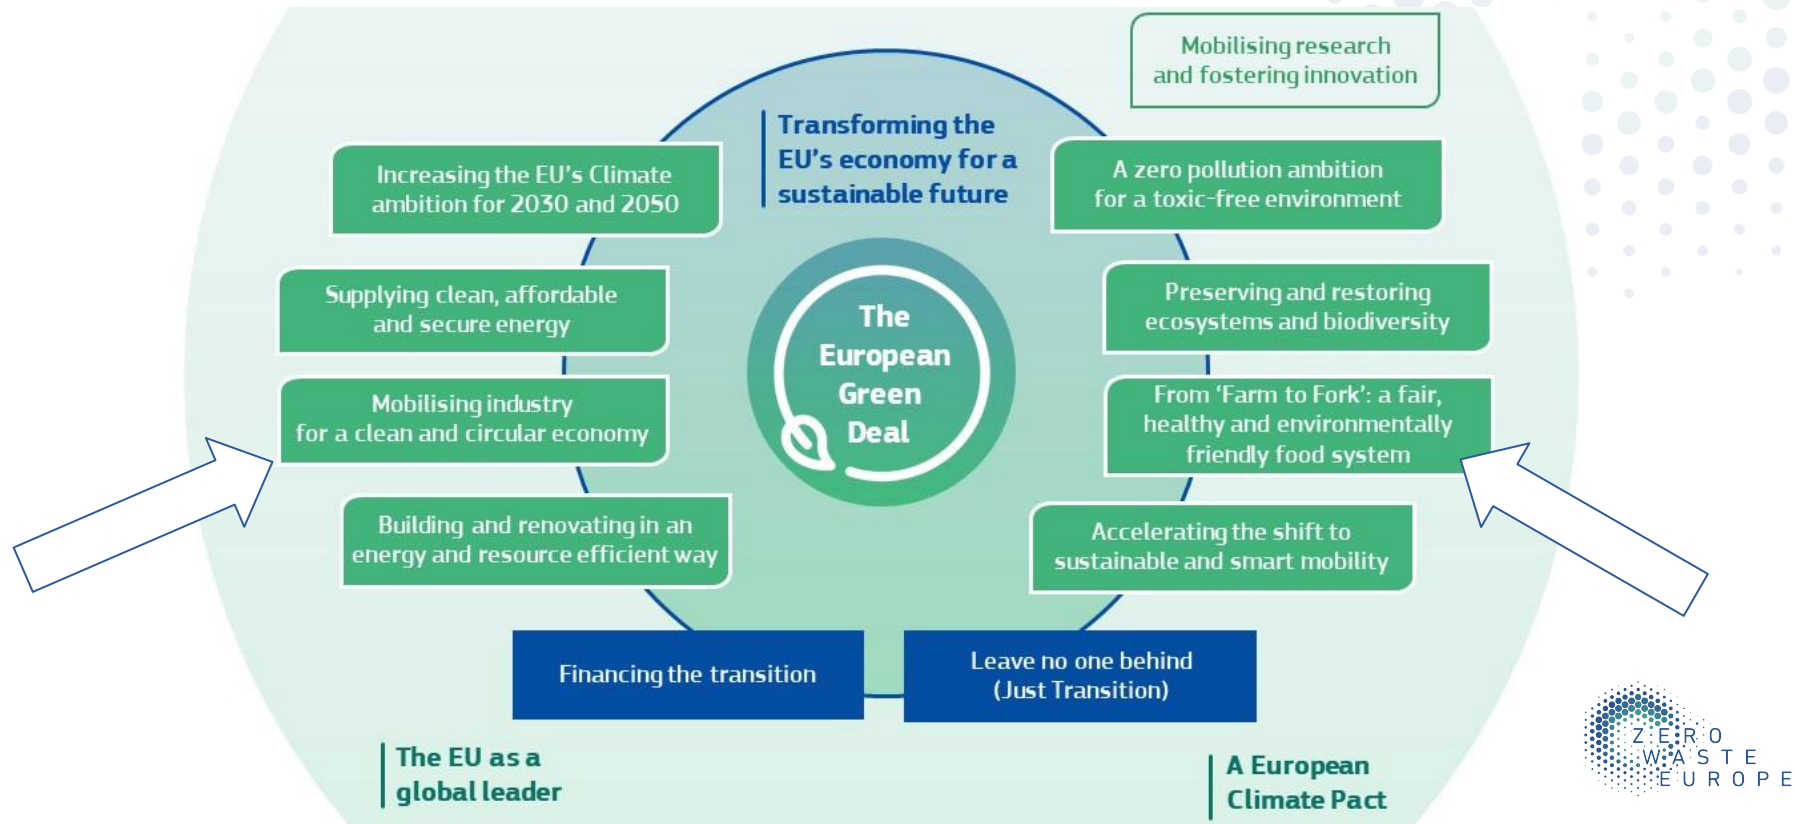 Mobilising research
and fostering innovation
Transforming the
EU's economy for a
sustainable future
Increasing the EU's Climate
ambition for 2030 and 2050
A zero pollution ambition
for a toxic-free environment
Supplying clean, affordable
and secure energy
Preserving and restoring
ecosystems and biodiversity
The
European
Green
Deal
Mobilising industry
for a clean and circular economy
From ‘Farm to Fork’: a fair,
healthy and environmentally
friendly food system
Building and renovating in an
energy and resource efficient way
Accelerating the shift to
sustainable and smart mobility
Financing the transition
Leave no one behind
(Just Transition)
The EU as a
global leader
A European
Climate Pact
ZERO
WASTE
EUROPE